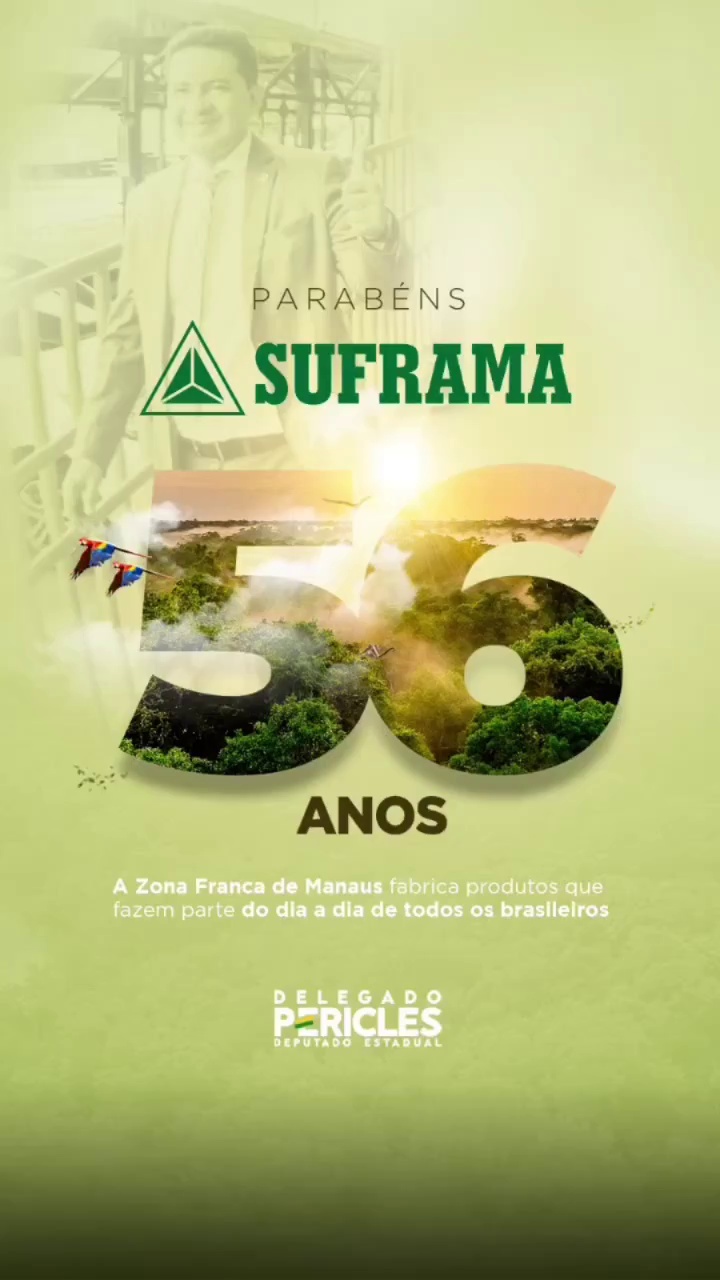 PARABÉNS
SUFRAMA
56
ANOS
A Zona Franca de Manaus fabrica produtos que
fazem parte do dia a dia de todos os brasileiros
DELEGADO
PERICLES
DEPUTADO ESTADUAL